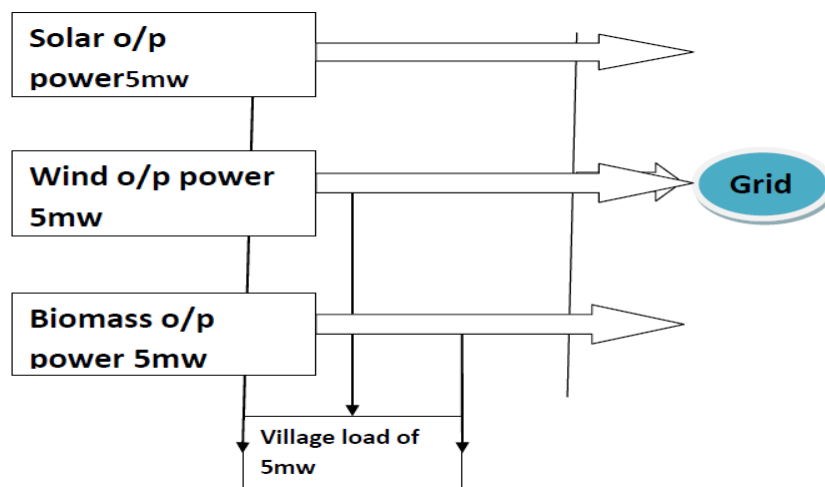 Solar o/p
power5mw
Wind o/p power
5mw
Grid
Biomass o/p
power 5mw
Village load of
5mw